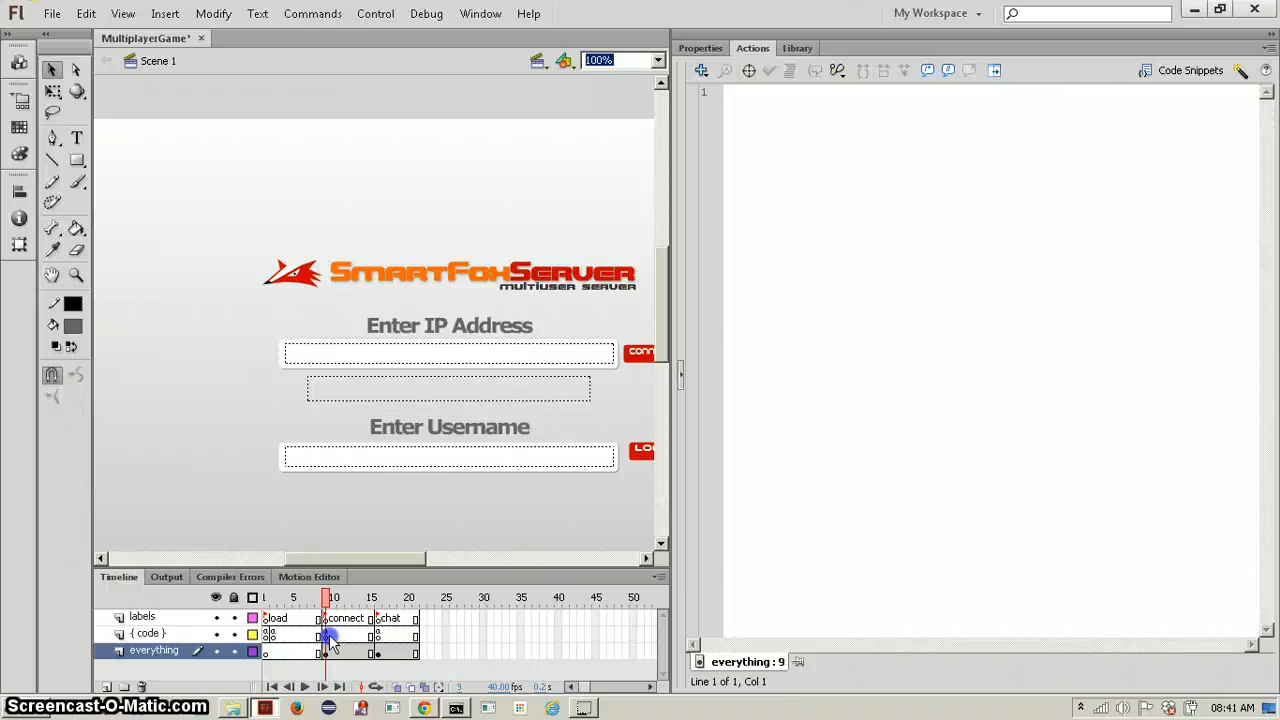 Fl File Edit View Insert Modify Text Commands Control Debug Window Help My Workspace
MultiplayerGame* ×
Scene 1 100%
Properties Actions Library
Code Snippets
1
SmartFoxServer
multiuser server
Enter IP Address
Enter Username
Timeline Output Compiler Errors Motion Editor
1 5 10 15 20 25 30 35 40 45 50
labels load connect chat
{ code }
everything
40.00fps 0.2s
everything : 9
Line 1 of 1, Col 1
Screencast-O-Matic.com
08:41 AM